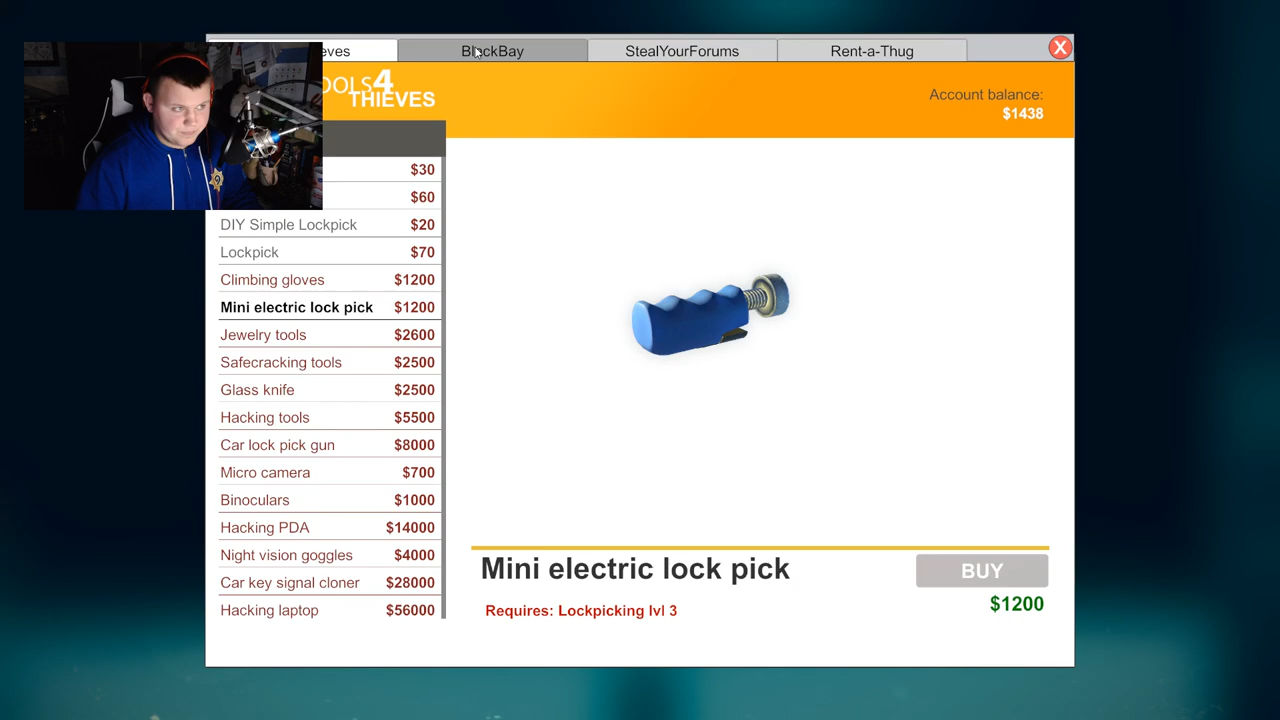 eves BlackBay StealYourForums Rent-a-Thug X
OOLS4
THIEVES
Account balance:
$1438
$30
$60
DIY Simple Lockpick $20
Lockpick $70
Climbing gloves $1200
Mini electric lock pick $1200
Jewelry tools $2600
Safecracking tools $2500
Glass knife $2500
Hacking tools $5500
Car lock pick gun $8000
Micro camera $700
Binoculars $1000
Hacking PDA $14000
Night vision goggles $4000
Car key signal cloner $28000
Hacking laptop $56000
Mini electric lock pick
BUY
Requires: Lockpicking lvl 3
$1200